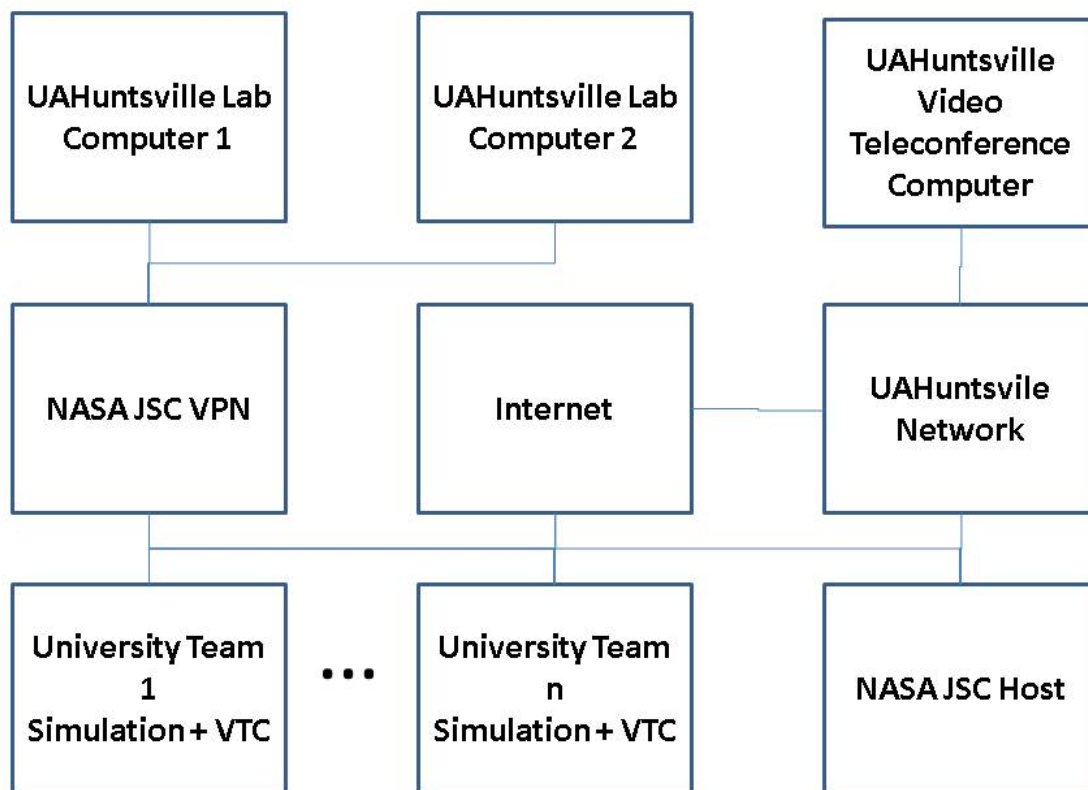 UAHuntsville Lab
Computer 1
UAHuntsville Lab
Computer 2
UAHuntsville
Video
Teleconference
Computer
NASA JSC VPN
Internet
UAHuntsvile
Network
University Team
1
Simulation + VTC
...
University Team
n
Simulation + VTC
NASA JSC Host